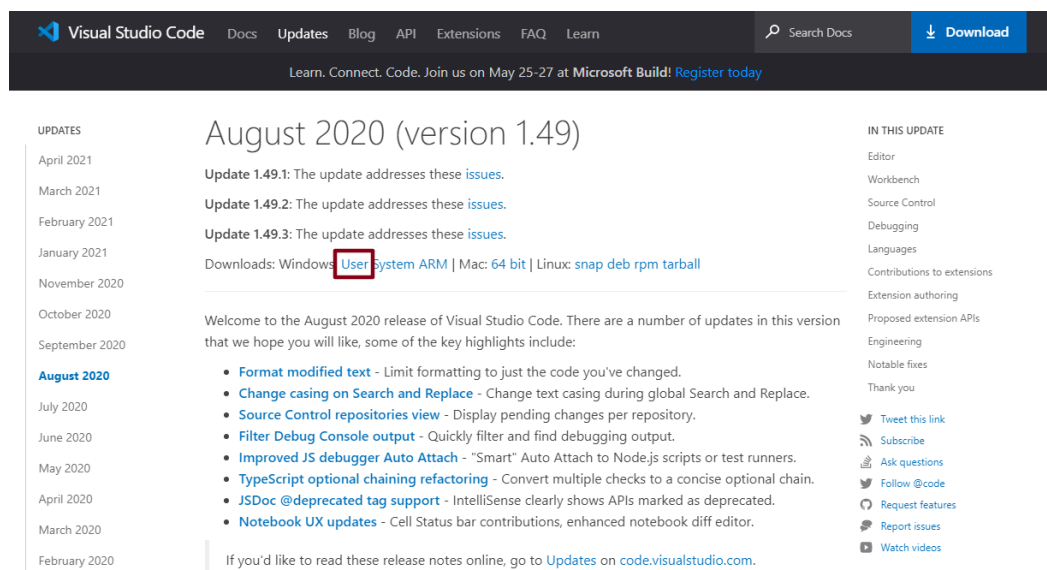 Visual Studio Code Docs Updates Blog API Extensions FAQ Learn Search Docs Download
Learn. Connect. Code. Join us on May 25-27 at Microsoft Build! Register today
UPDATES
April 2021
March 2021
February 2021
January 2021
November 2020
October 2020
September 2020
August 2020
July 2020
June 2020
May 2020
April 2020
March 2020
February 2020
August 2020 (version 1.49)
Update 1.49.1: The update addresses these issues.
Update 1.49.2: The update addresses these issues.
Update 1.49.3: The update addresses these issues.
Downloads: Windows User System ARM | Mac: 64 bit | Linux: snap deb rpm tarball
Welcome to the August 2020 release of Visual Studio Code. There are a number of updates in this version
that we hope you will like, some of the key highlights include:
• Format modified text - Limit formatting to just the code you've changed.
• Change casing on Search and Replace - Change text casing during global Search and Replace.
• Source Control repositories view - Display pending changes per repository.
• Filter Debug Console output - Quickly filter and find debugging output.
• Improved JS debugger Auto Attach - "Smart" Auto Attach to Node.js scripts or test runners.
• TypeScript optional chaining refactoring - Convert multiple checks to a concise optional chain.
• JSDoc @deprecated tag support - IntelliSense clearly shows APIs marked as deprecated.
• Notebook UX updates - Cell Status bar contributions, enhanced notebook diff editor.
If you'd like to read these release notes online, go to Updates on code.visualstudio.com.
IN THIS UPDATE
Editor
Workbench
Source Control
Debugging
Languages
Contributions to extensions
Extension authoring
Proposed extension APIs
Engineering
Notable fixes
Thank you
Tweet this link
Subscribe
Ask questions
Follow @code
Request features
Report issues
Watch videos